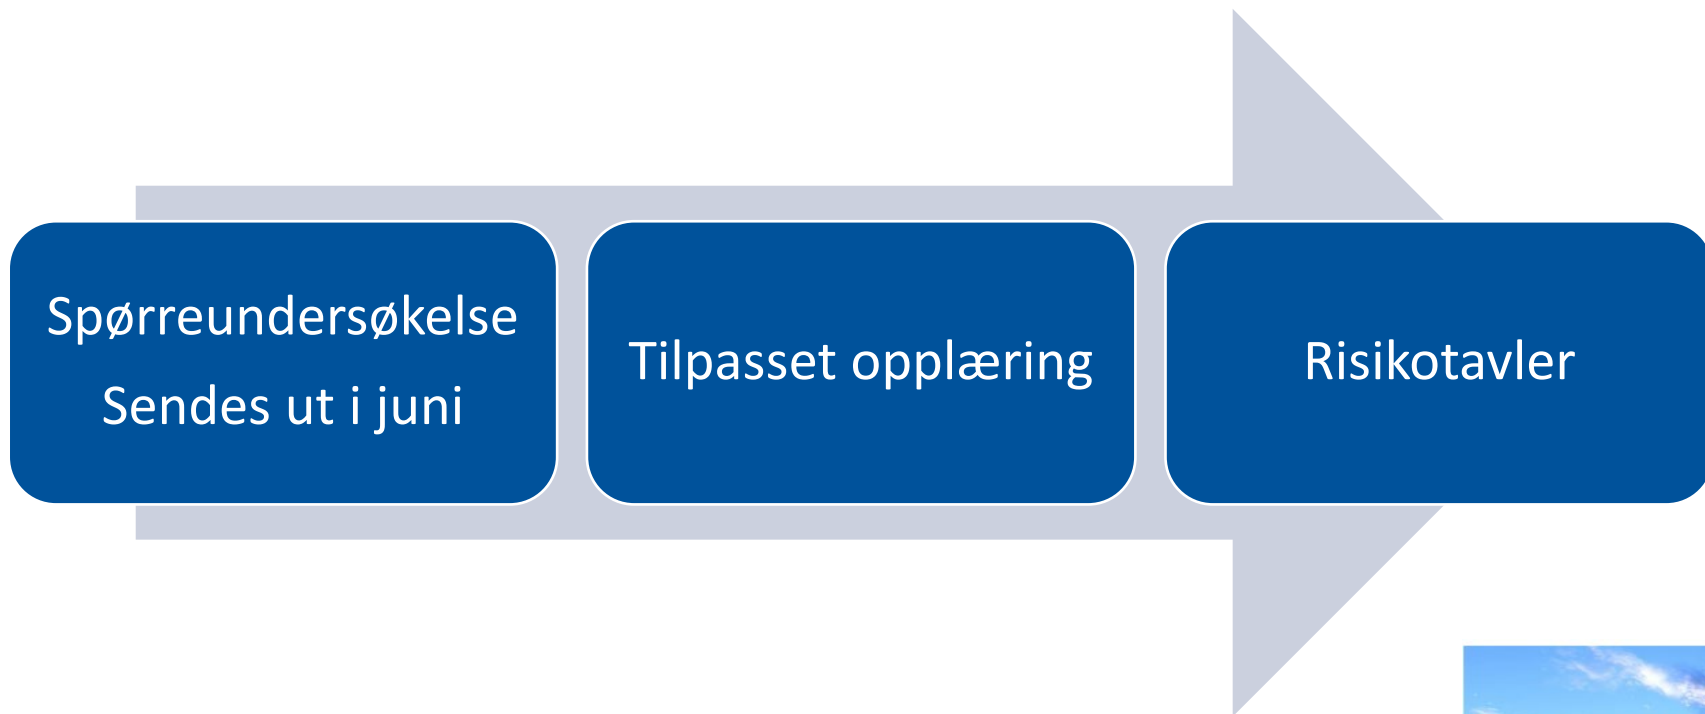 Spørreundersøkelse
Sendes ut i juni
Tilpasset opplæring
Risikotavler